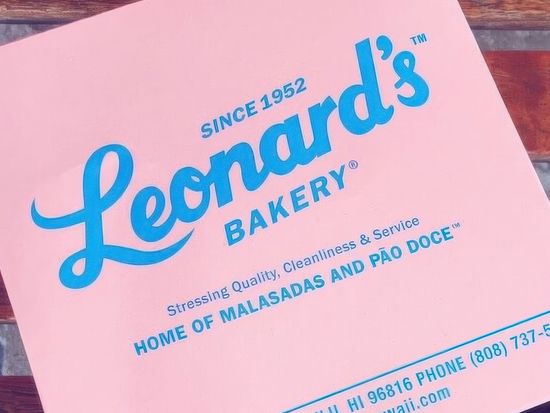 SINCE 1952
Leonard's™
BAKERY®
Stressing Quality, Cleanliness & Service
HOME OF MALASADAS AND PÃO DOCE™
HI 96816 PHONE (808) 737-5